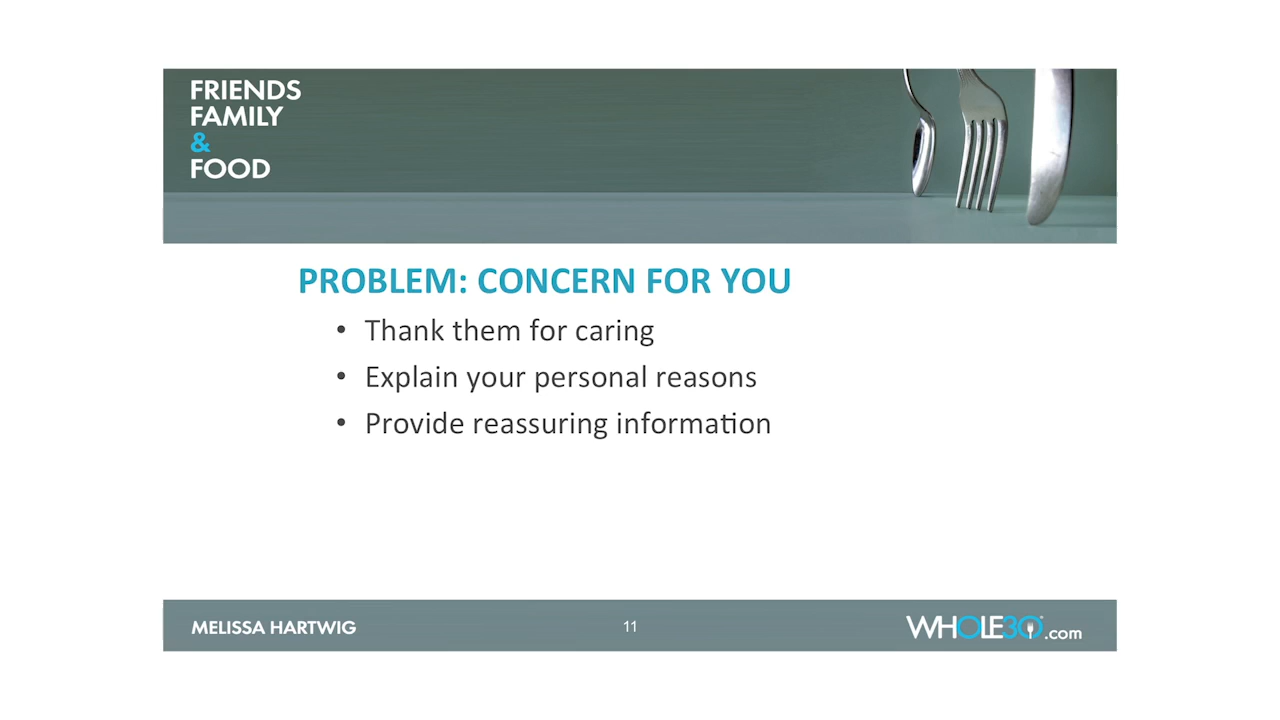 FRIENDS
FAMILY
&
FOOD
PROBLEM: CONCERN FOR YOU
• Thank them for caring
• Explain your personal reasons
• Provide reassuring information
MELISSA HARTWIG
11
WHOLE30.com